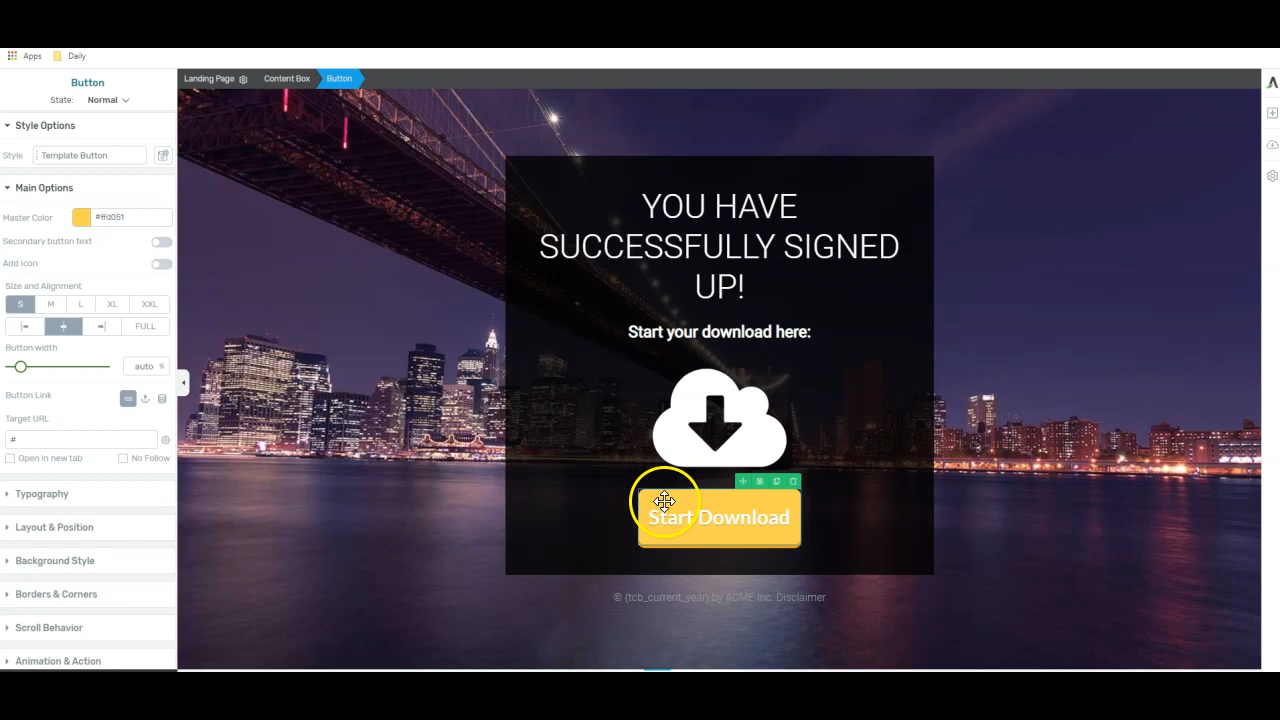 Apps Daily
Button
State: Normal
Landing Page Content Box Button
Style Options
Style Template Button
Main Options
Master Color #ffd051
Secondary button text
Add Icon
Size and Alignment
S M L XL XXL
FULL
Button width
auto %
Button Link
Target URL
#
Open in new tab No Follow
Typography
Layout & Position
Background Style
Borders & Corners
Scroll Behavior
Animation & Action
YOU HAVE
SUCCESSFULLY SIGNED
UP!
Start your download here:
Start Download
© {tcb_current_year} by ACME Inc. Disclaimer